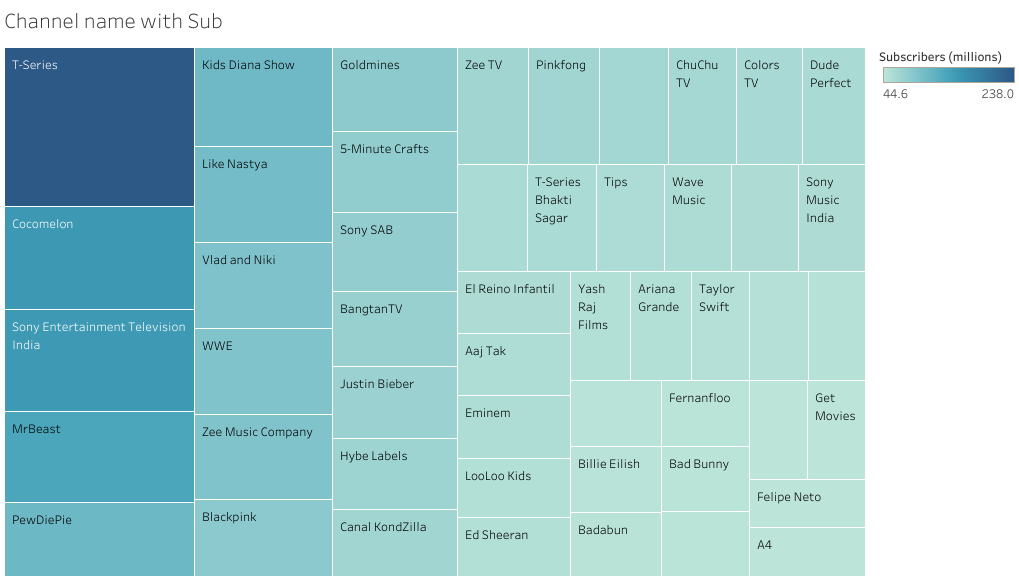 Channel name with Sub
T-Series
Cocomelon
Sony Entertainment Television
India
MrBeast
PewDiePie
Kids Diana Show
Like Nastya
Vlad and Niki
WWE
Zee Music Company
Blackpink
Goldmines
5-Minute Crafts
Sony SAB
BangtanTV
Justin Bieber
Hybe Labels
Canal KondZilla
Zee TV
Pinkfong
ChuChu
TV
Colors
TV
Dude
Perfect
T-Series
Bhakti
Sagar
Tips
Wave
Music
Sony
Music
India
El Reino Infantil
Aaj Tak
Eminem
LooLoo Kids
Ed Sheeran
Yash
Raj
Films
Ariana
Grande
Taylor
Swift
Billie Eilish
Badabun
Fernanfloo
Bad Bunny
Get
Movies
Felipe Neto
A4
Subscribers (millions)
44.6 238.0